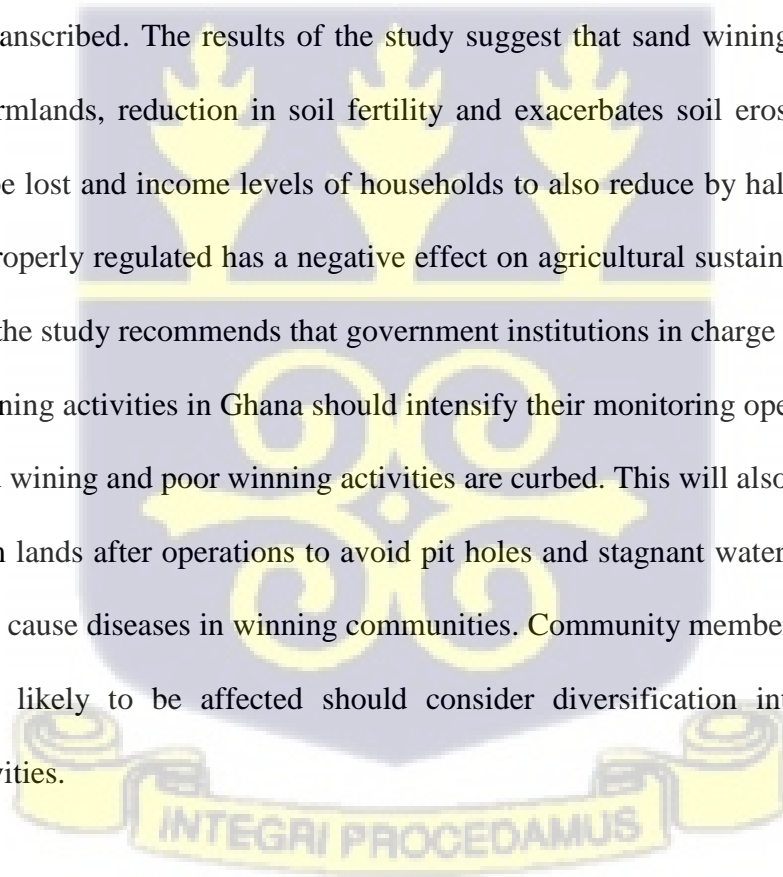 anscribed. The results of the study suggest that sand wining
rmlands, reduction in soil fertility and exacerbates soil eros
e lost and income levels of households to also reduce by hal
roperly regulated has a negative effect on agricultural sustain
the study recommends that government institutions in charge
ning activities in Ghana should intensify their monitoring ope
wining and poor winning activities are curbed. This will also
n lands after operations to avoid pit holes and stagnant water
cause diseases in winning communities. Community membe
likely to be affected should consider diversification int
vities.
INTEGRI PROCEDAMUS